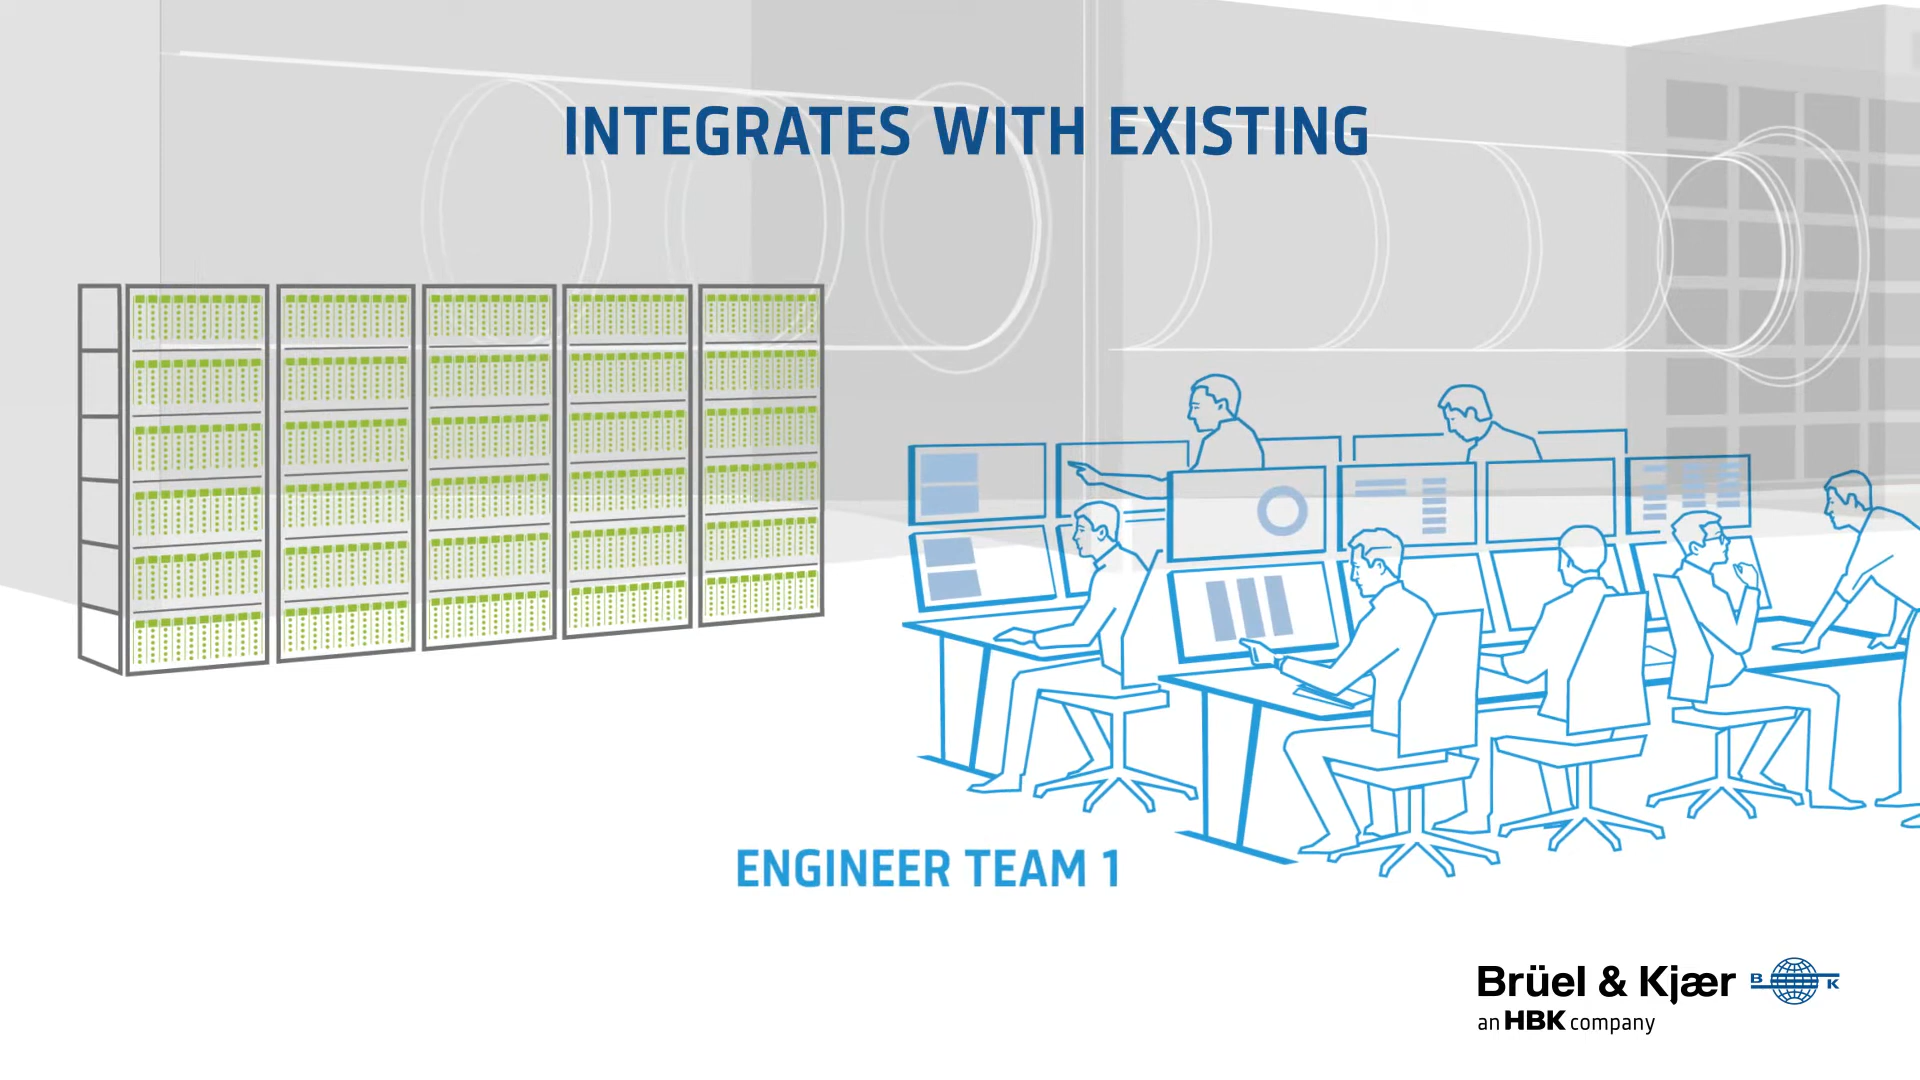 INTEGRATES WITH EXISTING
ENGINEER TEAM 1
Brüel & Kjær B K
an HBK company